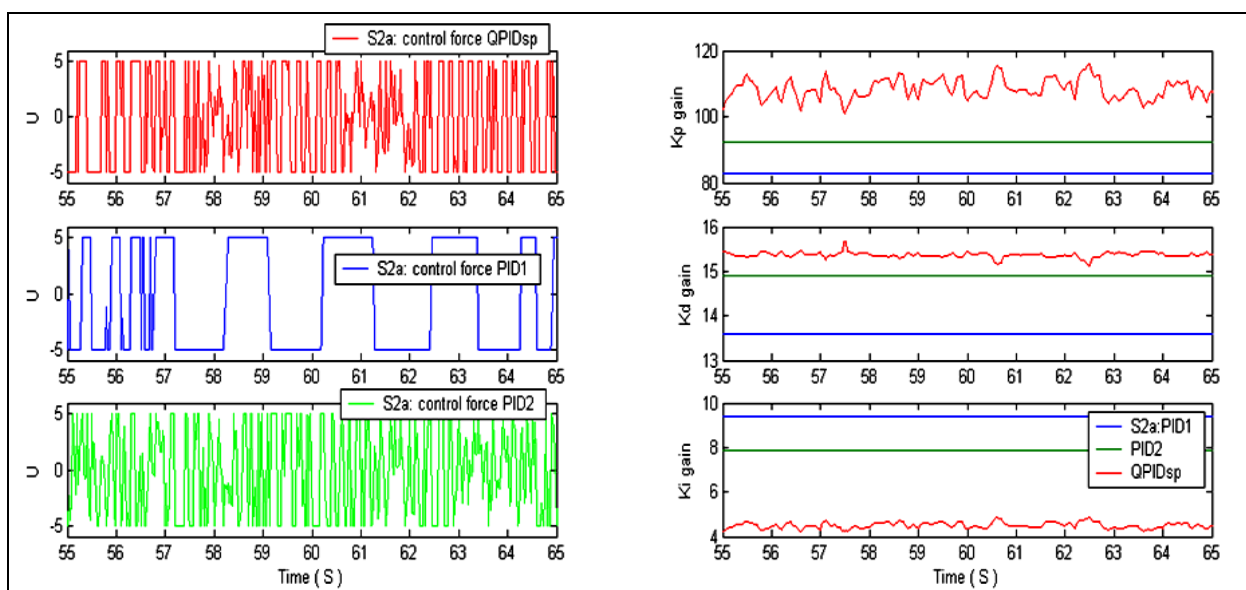 S2a: control force QPIDsp
5
0
-5
U
55 56 57 58 59 60 61 62 63 64 65
S2a: control force PID1
5
0
-5
U
55 56 57 58 59 60 61 62 63 64 65
S2a: control force PID2
5
0
-5
U
55 56 57 58 59 60 61 62 63 64 65
Time ( S )
120
100
80
Kp gain
55 56 57 58 59 60 61 62 63 64 65
16
15
14
13
Kd gain
55 56 57 58 59 60 61 62 63 64 65
10
8
6
4
Ki gain
S2a:PID1
PID2
QPIDsp
55 56 57 58 59 60 61 62 63 64 65
Time ( S )